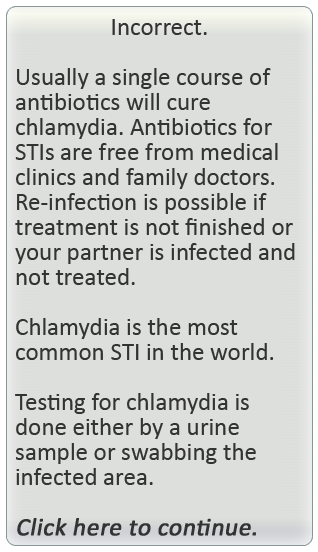 Incorrect.
Usually a single course of
antibiotics will cure
chlamydia. Antibiotics for
STIs are free from medical
clinics and family doctors.
Re-infection is possible if
treatment is not finished or
your partner is infected and
not treated.
Chlamydia is the most
common STI in the world.
Testing for chlamydia is
done either by a urine
sample or swabbing the
infected area.
Click here to continue.